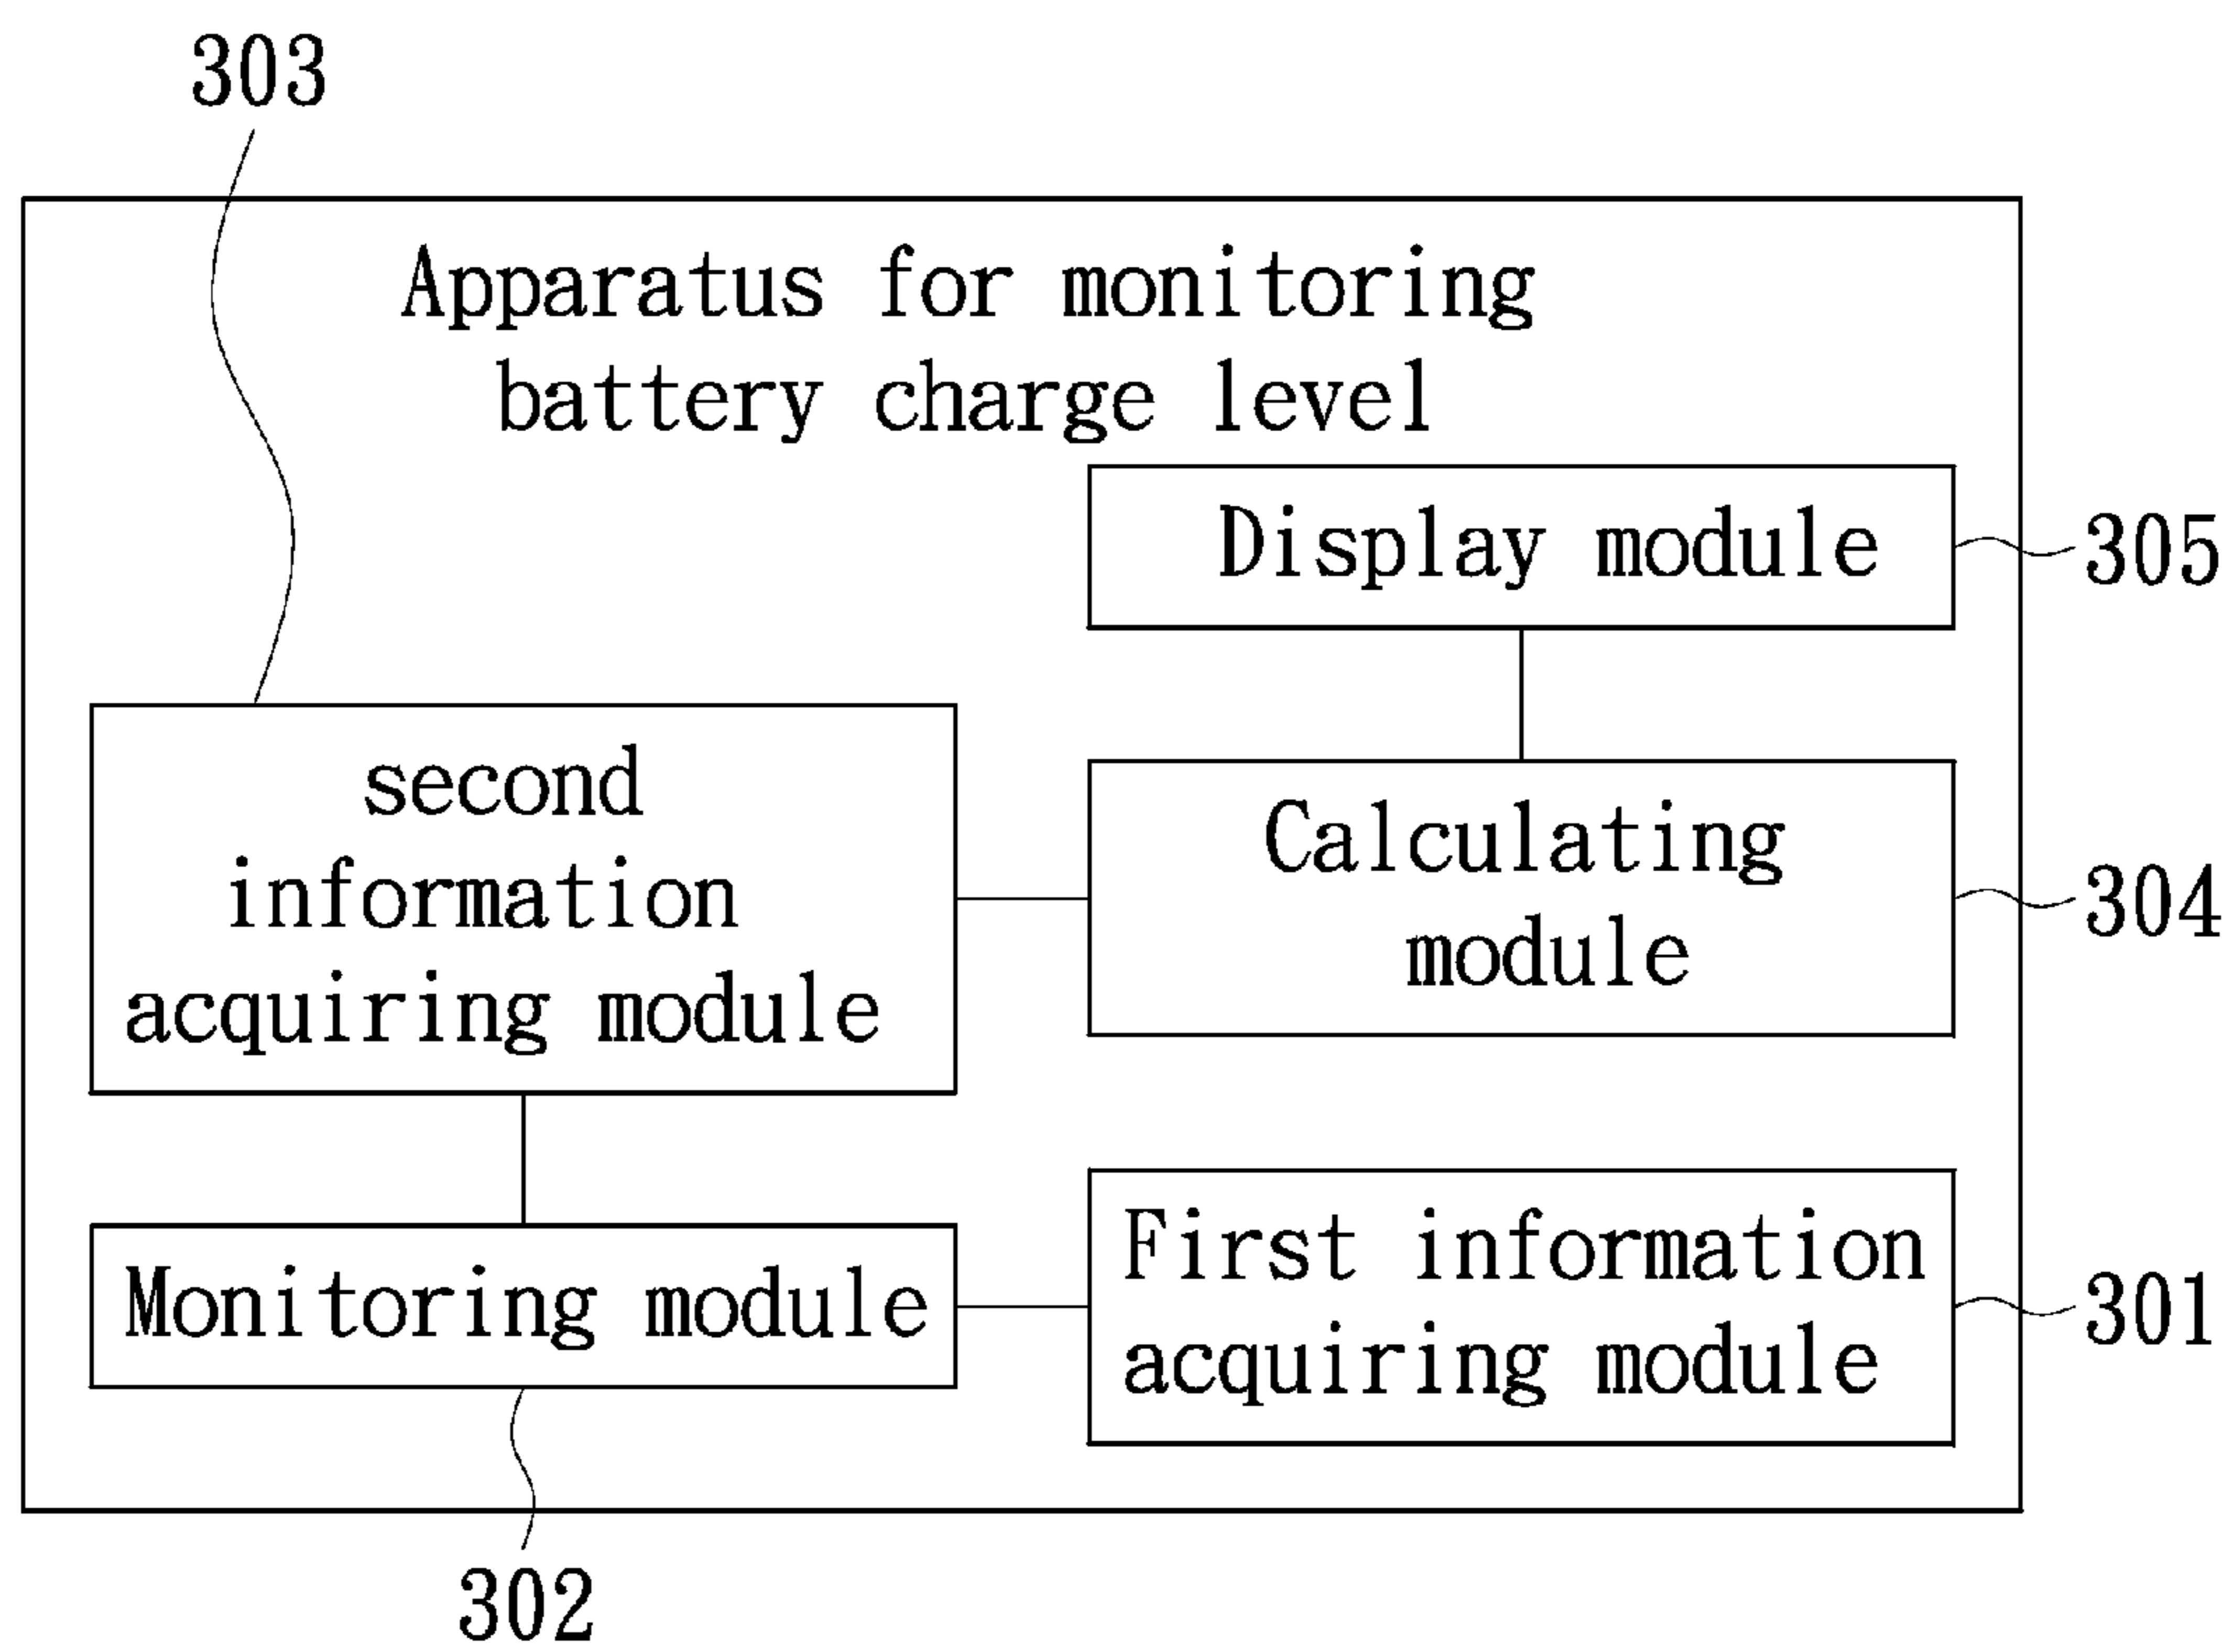 303
Apparatus for monitoring
battery charge level
Display module
305
second
information
acquiring module
Calculating
module
304
Monitoring module
First information
acquiring module
301
302